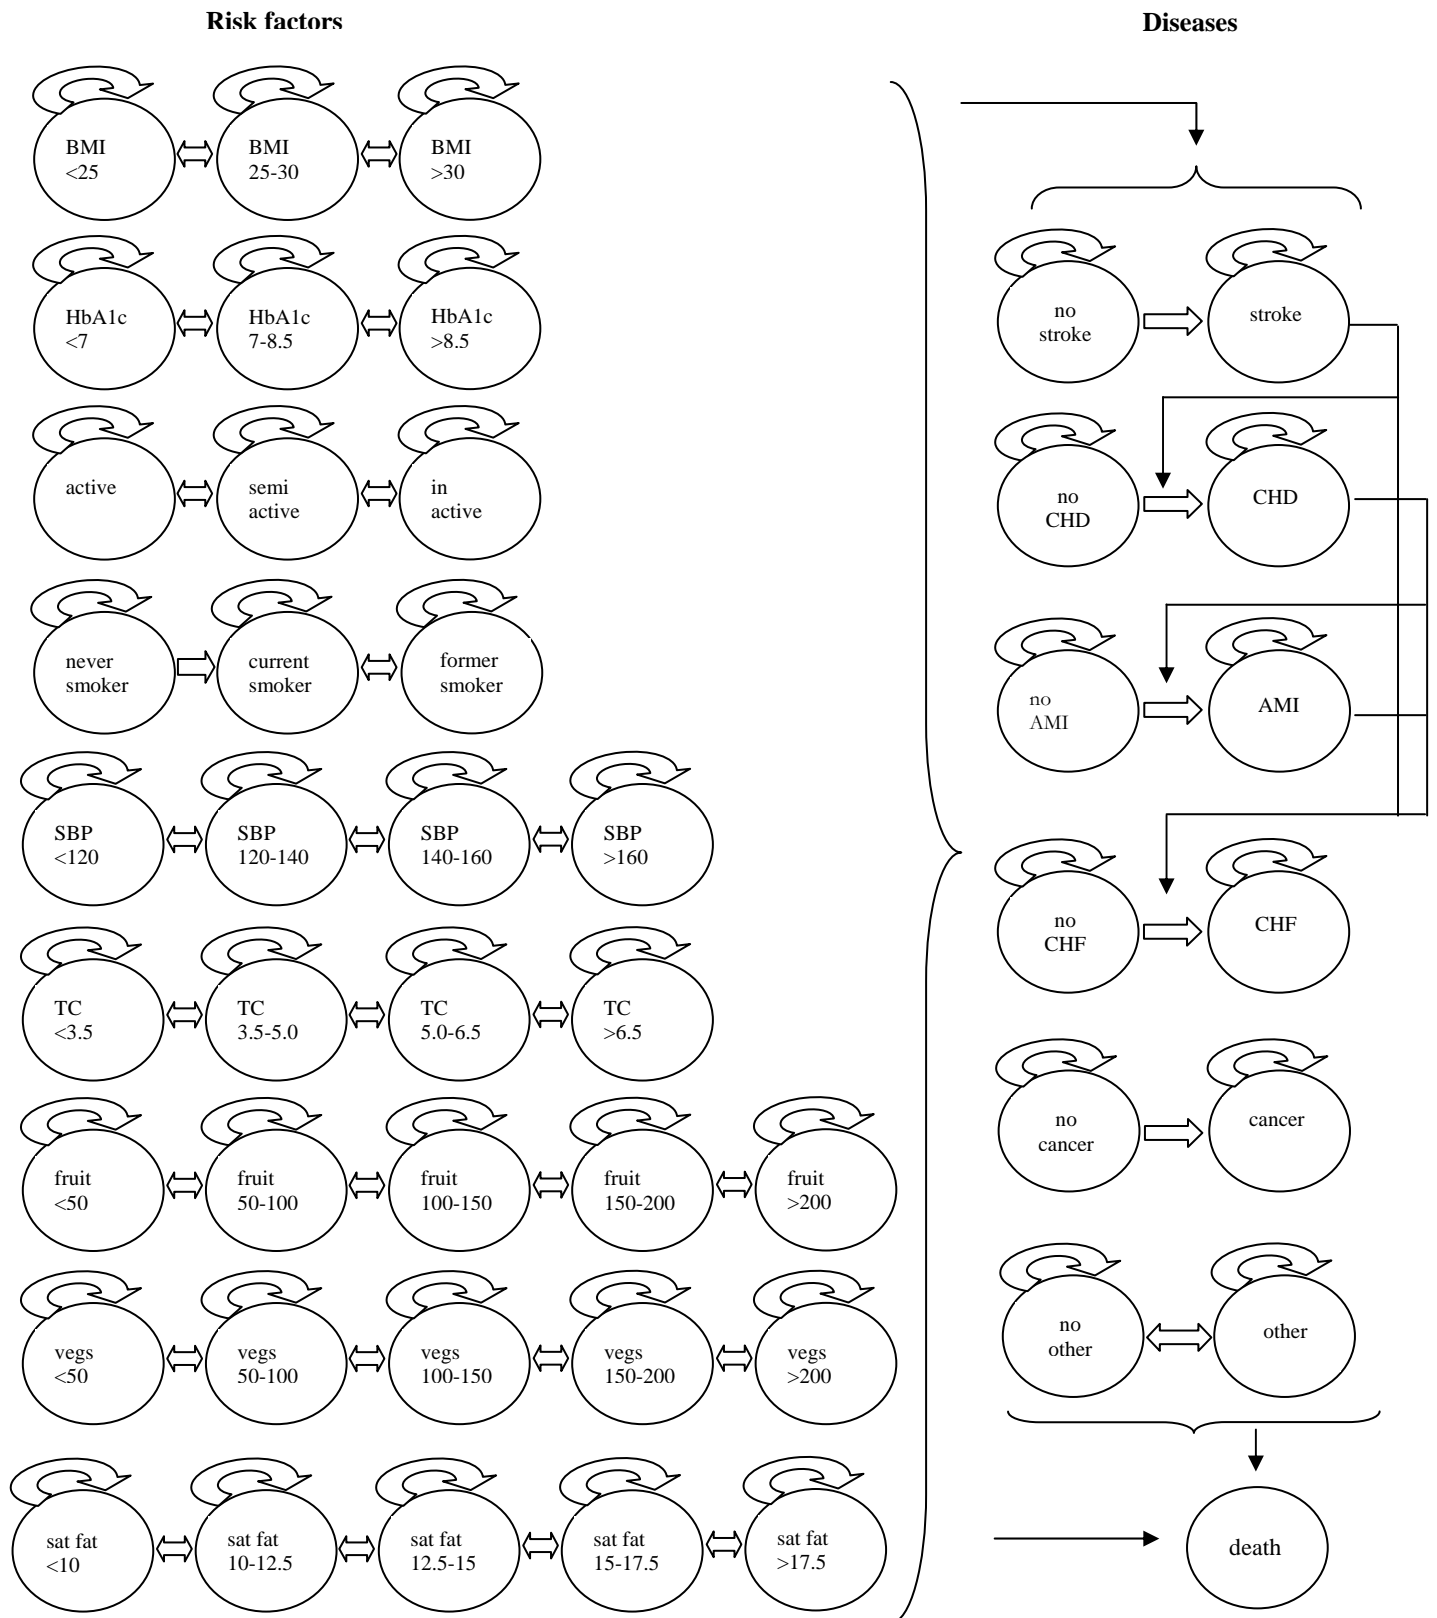 Risk factors
Diseases
BMI
<25
BMI
25-30
BMI
>30
HbA1c
<7
HbA1c
7-8.5
HbA1c
>8.5
active
semi
active
in
active
never
smoker
current
smoker
former
smoker
SBP
<120
SBP
120-140
SBP
140-160
SBP
>160
TC
<3.5
TC
3.5-5.0
TC
5.0-6.5
TC
>6.5
fruit
<50
fruit
50-100
fruit
100-150
fruit
150-200
fruit
>200
vegs
<50
vegs
50-100
vegs
100-150
vegs
150-200
vegs
>200
sat fat
<10
sat fat
10-12.5
sat fat
12.5-15
sat fat
15-17.5
sat fat
>17.5
no
stroke
stroke
no
CHD
CHD
no
AMI
AMI
no
CHF
CHF
no
cancer
cancer
no
other
other
death